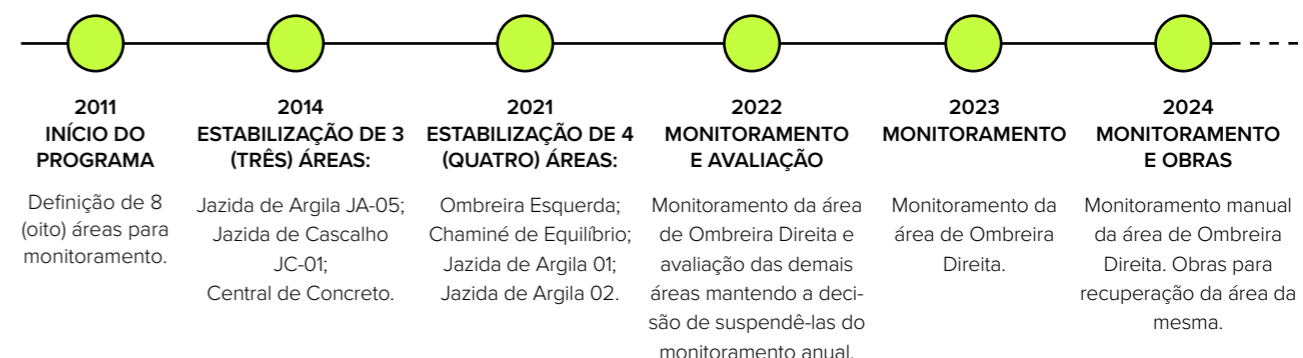 2011
INÍCIO DO
PROGRAMA
Definição de 8
(oito) áreas para
monitoramento.
2014
ESTABILIZAÇÃO DE 3
(TRÊS) ÁREAS:
Jazida de Argila JA-05;
Jazida de Cascalho
JC-01;
Central de Concreto.
2021
ESTABILIZAÇÃO DE 4
(QUATRO) ÁREAS:
Ombreira Esquerda;
Chaminé de Equilíbrio;
Jazida de Argila 01;
Jazida de Argila 02.
2022
MONITORAMENTO
E AVALIAÇÃO
Monitoramento da área
de Ombreira Direita e
avaliação das demais
áreas mantendo a deci-
são de suspendê-las do
monitoramento anual.
2023
MONITORAMENTO
Monitoramento da
área de Ombreira
Direita.
2024
MONITORAMENTO
E OBRAS
Monitoramento manual
da área de Ombreira
Direita. Obras para
recuperação da área da
mesma.